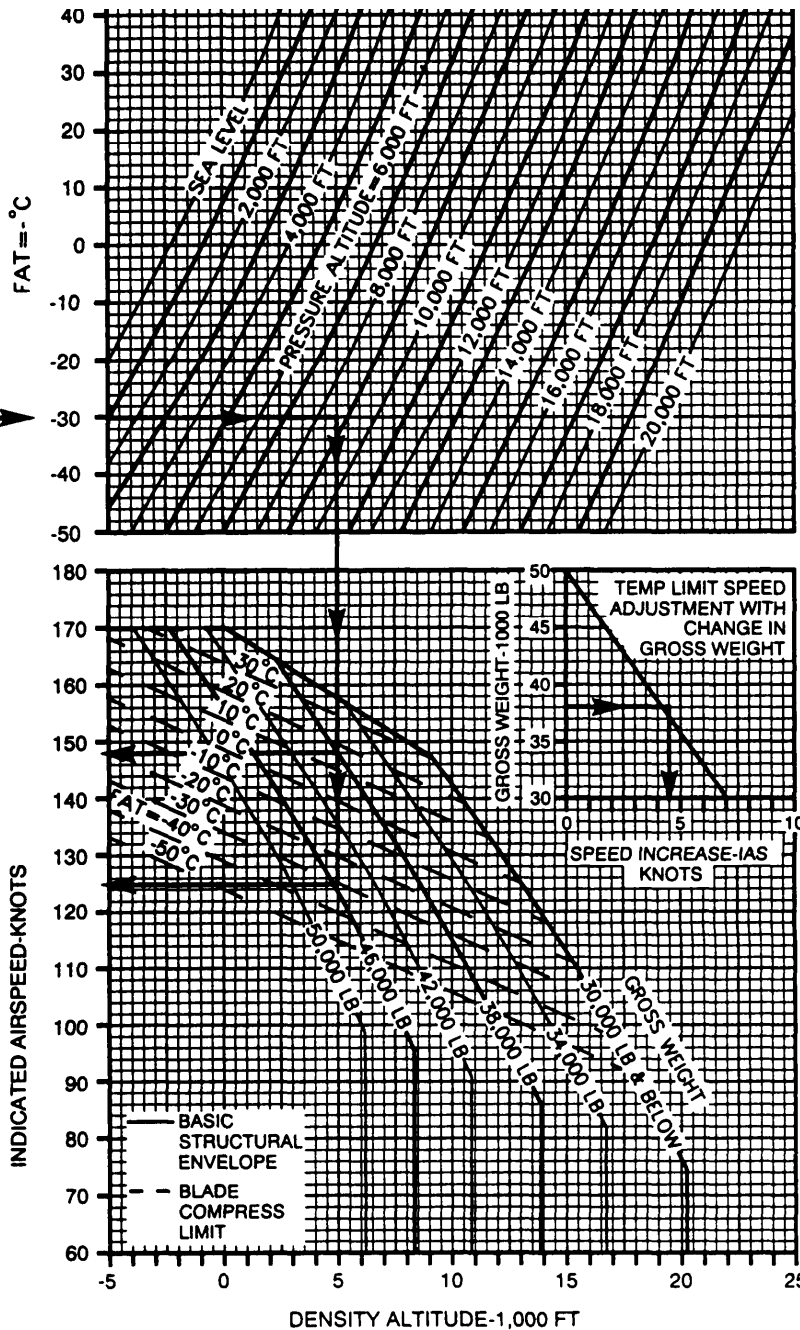 40
30
20
10
0
-10
-20
-30
-40
-50
FAT=-°C
SEA LEVEL
2,000 FT
4,000 FT
PRESSURE ALTITUDE=6,000 FT
8,000 FT
10,000 FT
12,000 FT
14,000 FT
16,000 FT
18,000 FT
20,000 FT
180
170
160
150
140
130
120
110
100
90
80
70
60
INDICATED AIRSPEED-KNOTS
30°C
20°C
10°C
0°C
-10°C
-20°C
-30°C
FAT=-40°C
-50°C
50,000 LB
46,000 LB
42,000 LB
38,000 LB
34,000 LB
30,000 LB & BELOW
GROSS WEIGHT
TEMP LIMIT SPEED
ADJUSTMENT WITH
CHANGE IN
GROSS WEIGHT
GROSS WEIGHT-1000 LB
50
45
40
35
30
0
5
10
SPEED INCREASE-IAS
KNOTS
BASIC
STRUCTURAL
ENVELOPE
BLADE
COMPRESS
LIMIT
-5
0
5
10
15
20
25
DENSITY ALTITUDE-1,000 FT